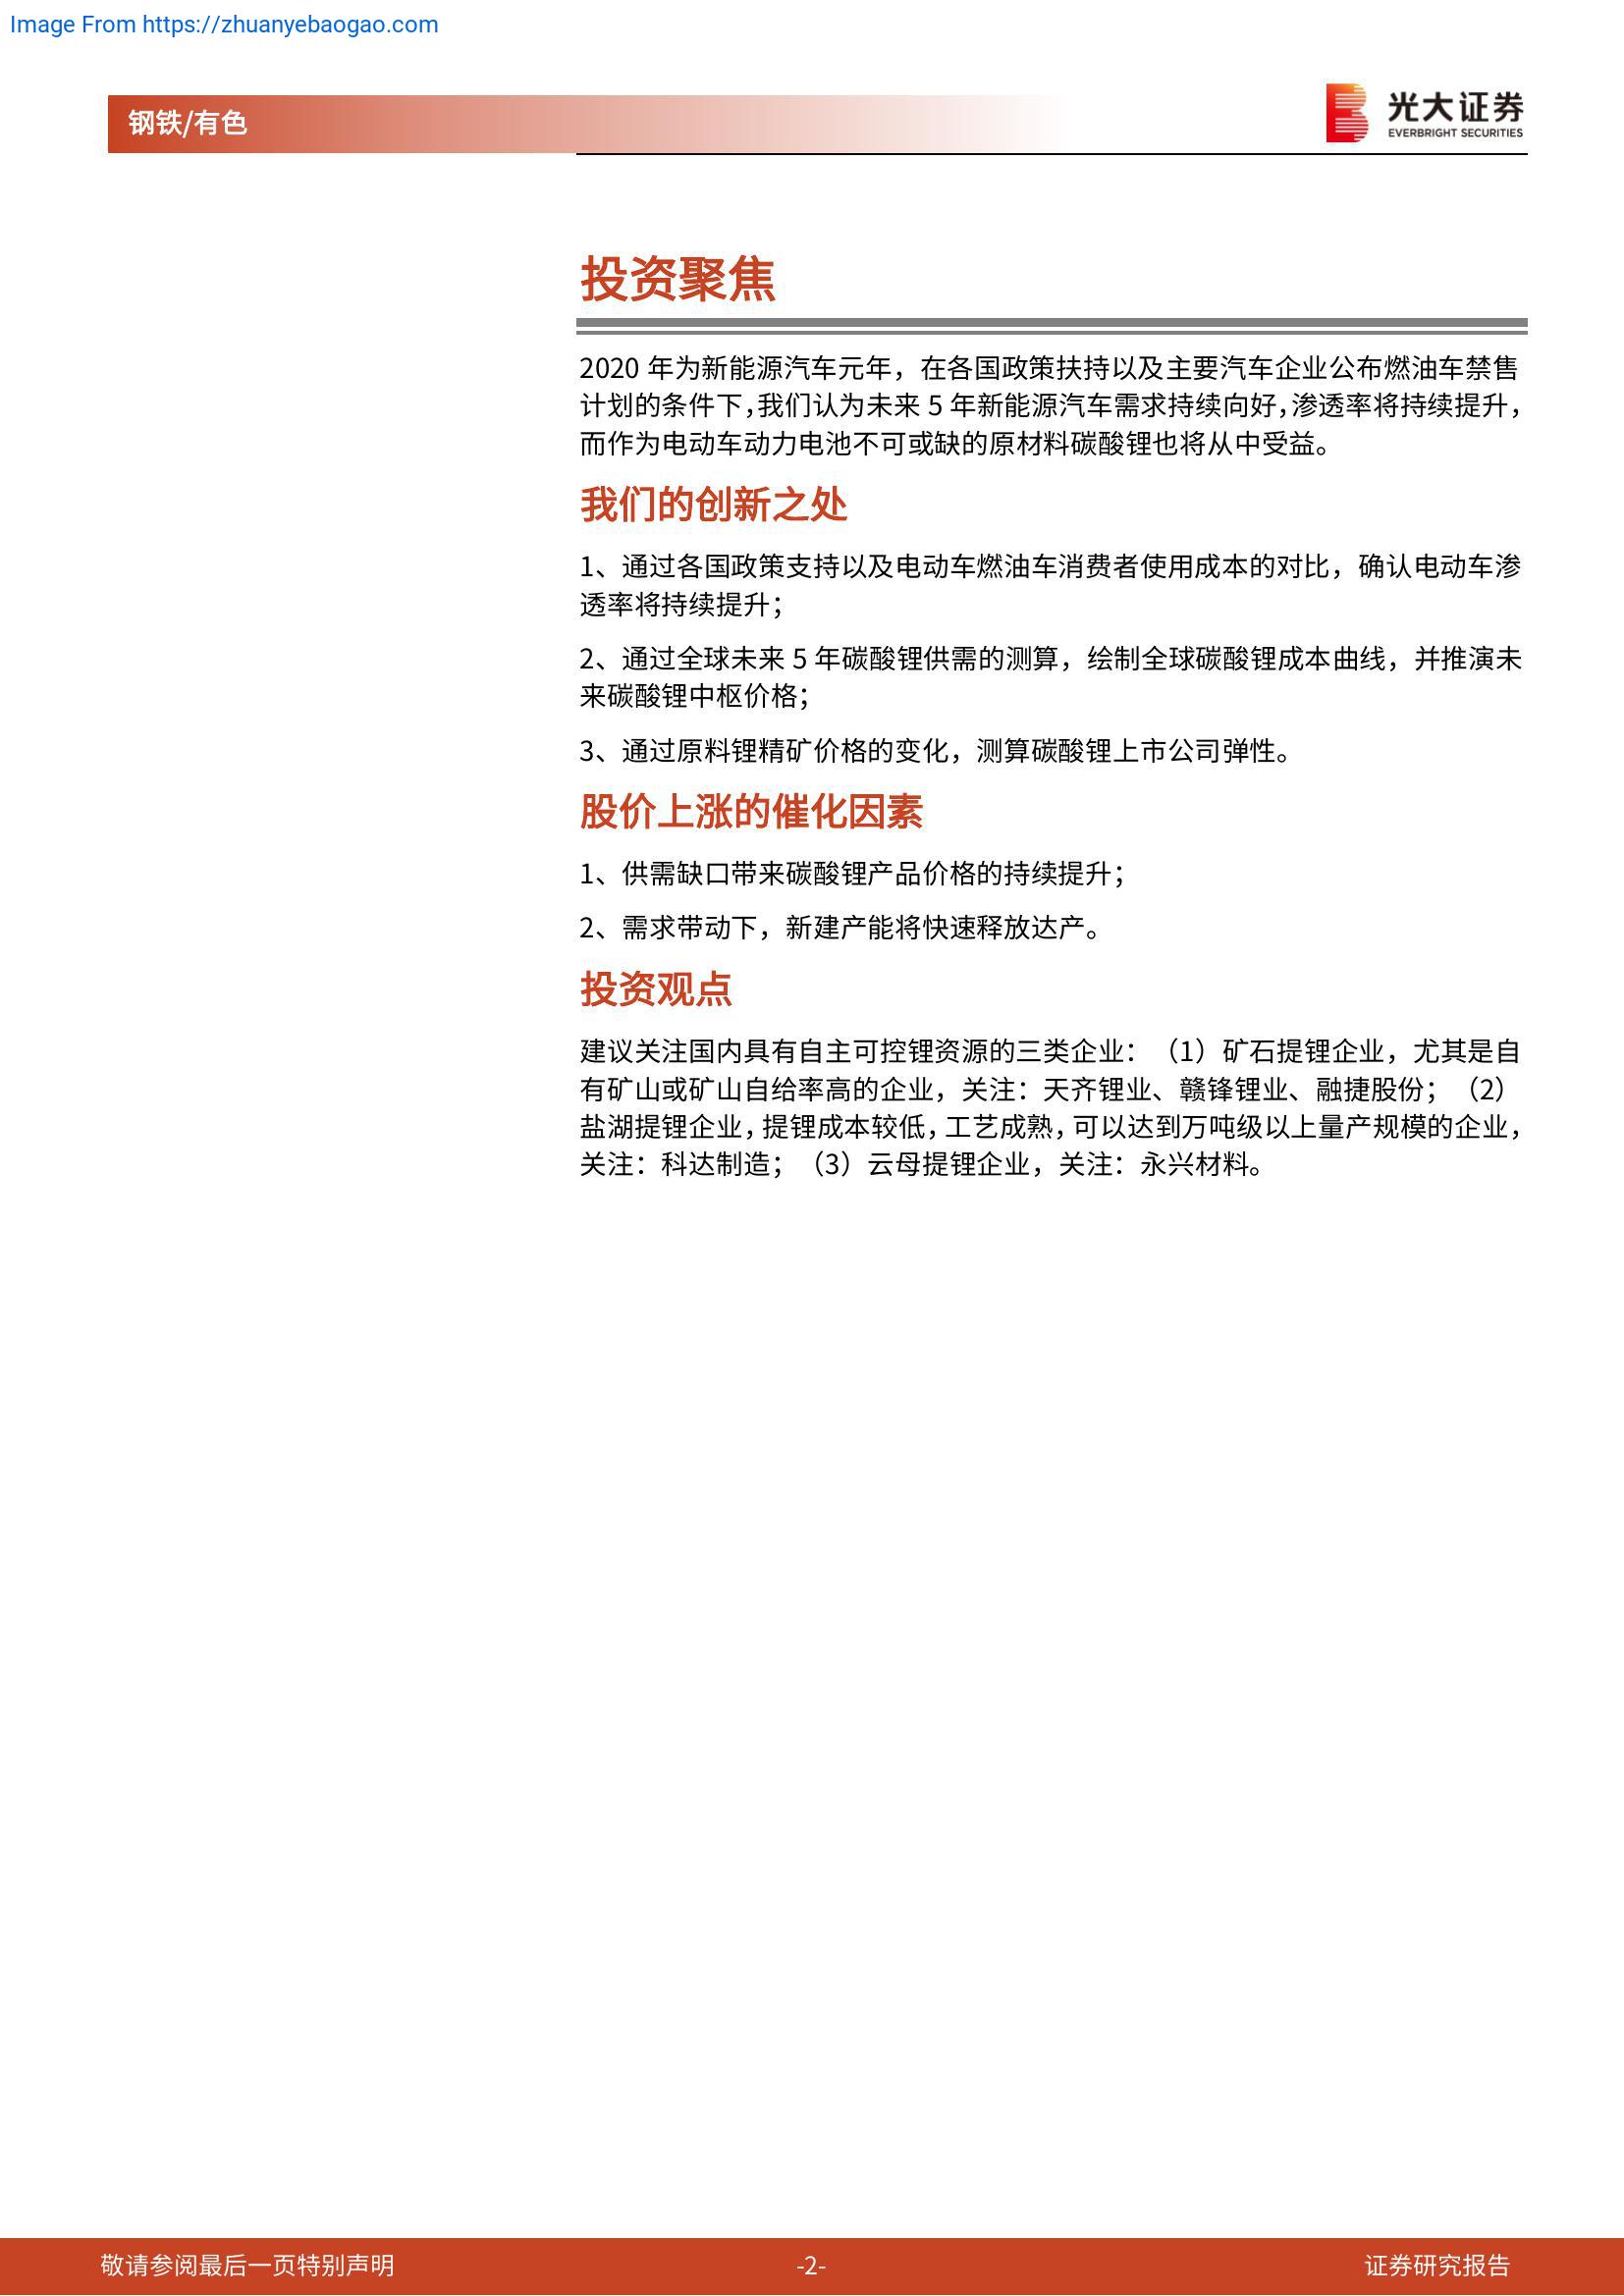 Image From https://zhuanyebaogao.com
钢铁/有色
光大证券
EVERBRIGHT SECURITIES
投资聚焦
2020 年为新能源汽车元年，在各国政策扶持以及主要汽车企业公布燃油车禁售
计划的条件下，我们认为未来 5 年新能源汽车需求持续向好，渗透率将持续提升，
而作为电动车动力电池不可或缺的原材料碳酸锂也将从中受益。
我们的创新之处
1、通过各国政策支持以及电动车燃油车消费者使用成本的对比，确认电动车渗
透率将持续提升；
2、通过全球未来 5 年碳酸锂供需的测算，绘制全球碳酸锂成本曲线，并推演未
来碳酸锂中枢价格；
3、通过原料锂精矿价格的变化，测算碳酸锂上市公司弹性。
股价上涨的催化因素
1、供需缺口带来碳酸锂产品价格的持续提升；
2、需求带动下，新建产能将快速释放达产。
投资观点
建议关注国内具有自主可控锂资源的三类企业：（1）矿石提锂企业，尤其是自
有矿山或矿山自给率高的企业，关注：天齐锂业、赣锋锂业、融捷股份；（2）
盐湖提锂企业，提锂成本较低，工艺成熟，可以达到万吨级以上量产规模的企业，
关注：科达制造；（3）云母提锂企业，关注：永兴材料。
敬请参阅最后一页特别声明
-2-
证券研究报告